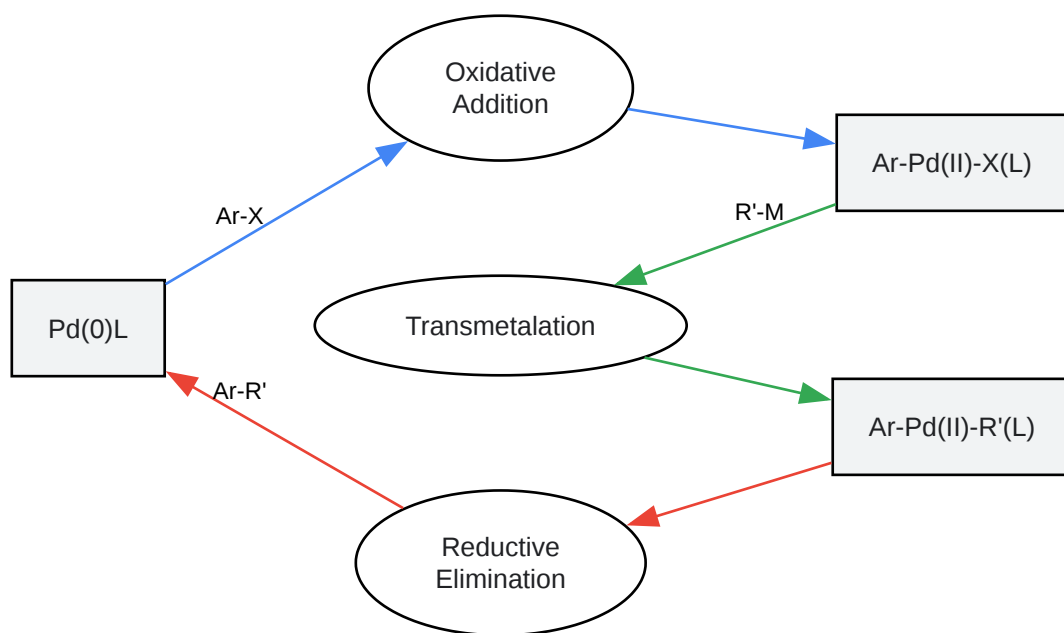 Oxidative
Addition
Ar-Pd(II)-X(L)
Ar-X
R'-M
Pd(0)L
Transmetalation
Ar-R'
Ar-Pd(II)-R'(L)
Reductive
Elimination